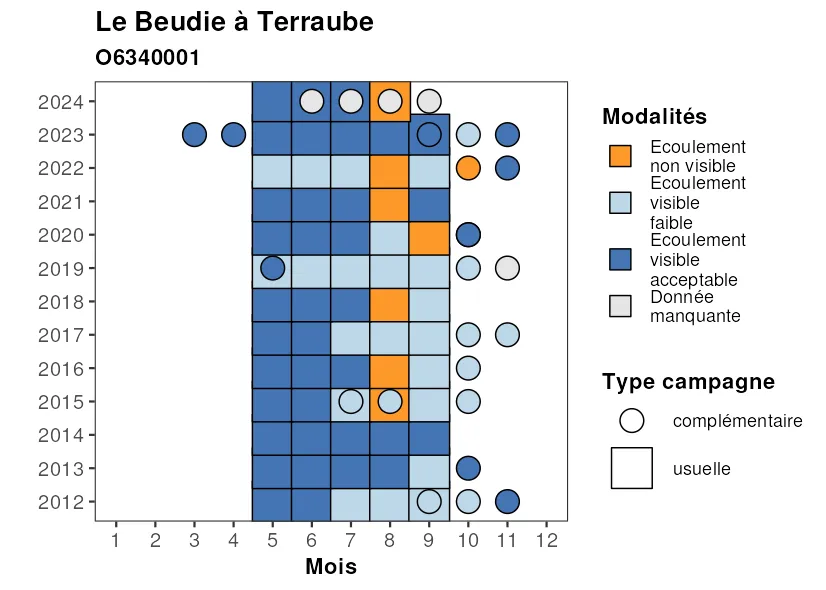 Le Beudie à Terraube
O6340001
2024
2023
2022
2021
2020
2019
2018
2017
2016
2015
2014
2013
2012
1 2 3 4 5 6 7 8 9 10 11 12
Mois
Modalités
Ecoulement
non visible
Ecoulement
visible
faible
Ecoulement
visible
acceptable
Donnée
manquante
Type campagne
complémentaire
usuelle